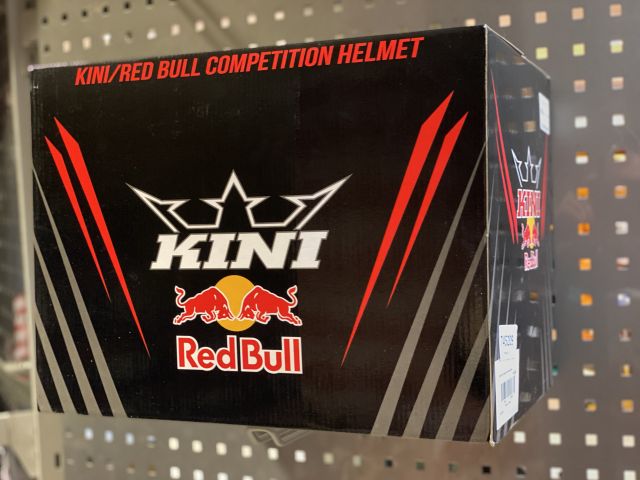 KINI/RED BULL COMPETITION HELMET
KINI
Red Bull
KINI
Red Bull